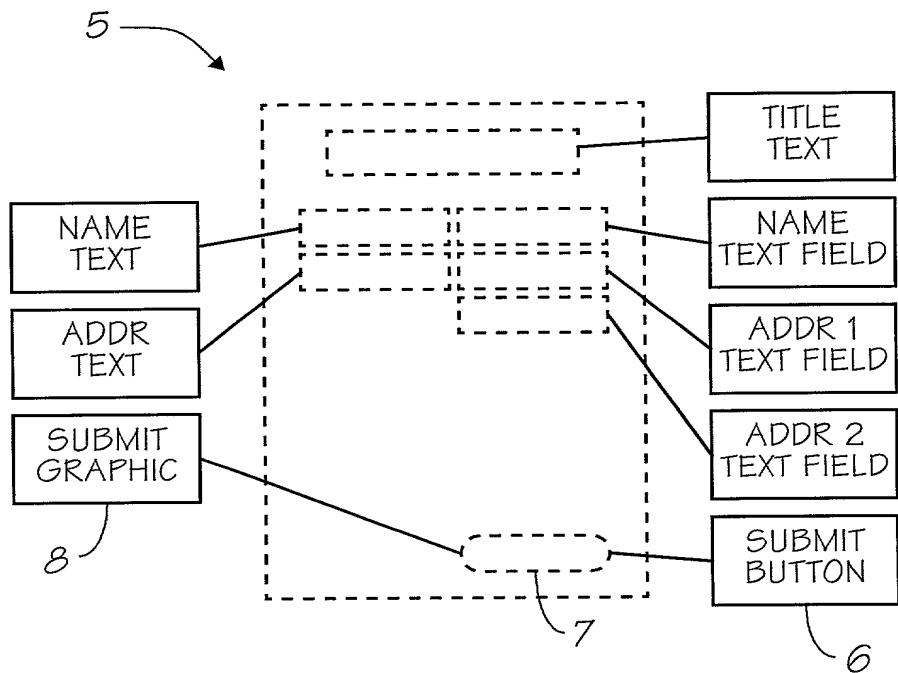 5
TITLE
TEXT
NAME
TEXT
NAME
TEXT FIELD
ADDR
TEXT
ADDR 1
TEXT FIELD
SUBMIT
GRAPHIC
ADDR 2
TEXT FIELD
8
SUBMIT
BUTTON
7
6